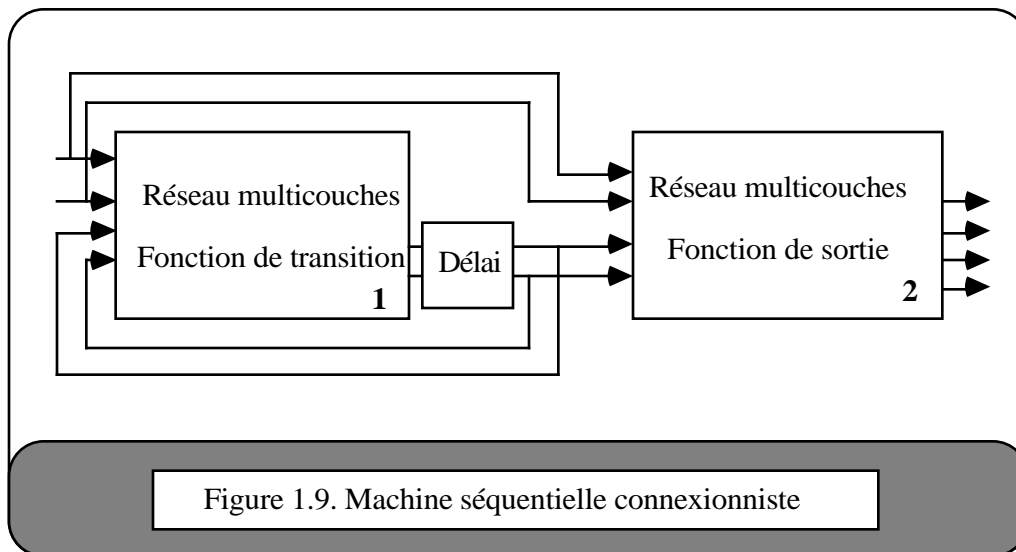 Réseau multicouches
Fonction de transition
1
Délai
Réseau multicouches
Fonction de sortie
2
Figure 1.9. Machine séquentielle connexionniste